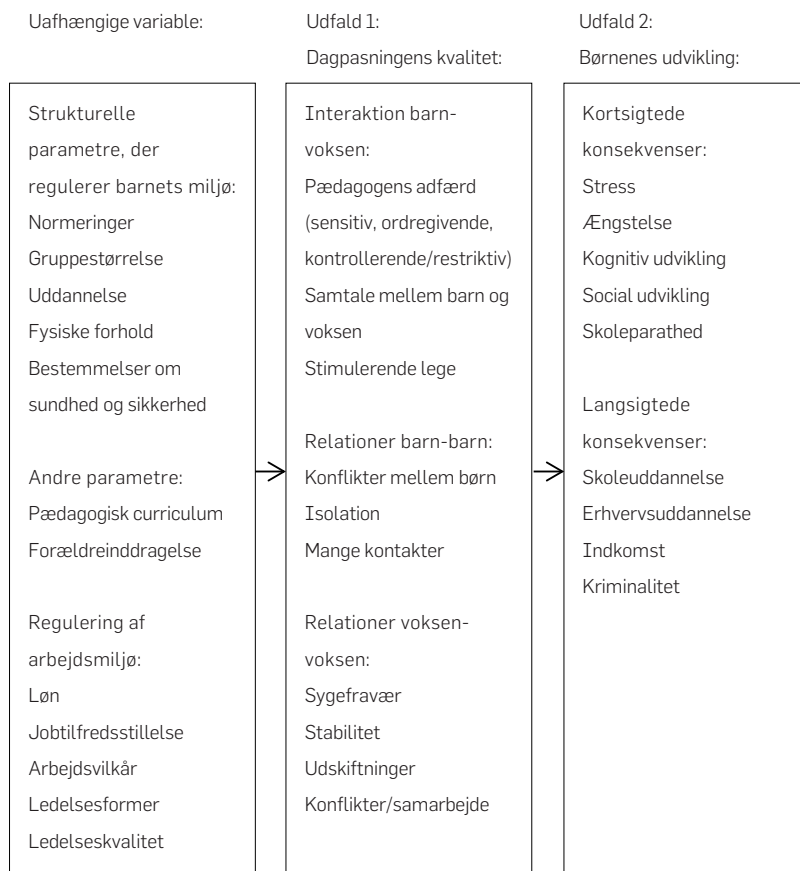 Uafhængige variable:
Strukturelle
parametre, der
regulerer barnets miljø:
Normeringer
Gruppestørrelse
Uddannelse
Fysiske forhold
Bestemmelser om
sundhed og sikkerhed
Andre parametre:
Pædagogisk curriculum
Forældreinddragelse
Regulering af
arbejdsmiljø:
Løn
Jobtilfredsstillelse
Arbejdsvilkår
Ledelsesformer
Ledelseskvalitet
Udfald 1:
Dagpasningens kvalitet:
Interaktion barn-
voksen:
Pædagogens adfærd
(sensitiv, ordregivende,
kontrollerende/restriktiv)
Samtale mellem barn og
voksen
Stimulerende lege
Relationer barn-barn:
Konflikter mellem børn
Isolation
Mange kontakter
Relationer voksen-
voksen:
Sygefravær
Stabilitet
Udskiftninger
Konflikter/samarbejde
Udfald 2:
Børnenes udvikling:
Kortsigtede
konsekvenser:
Stress
Ængstelse
Kognitiv udvikling
Social udvikling
Skoleparathed
Langsigtede
konsekvenser:
Skoleuddannelse
Erhvervsuddannelse
Indkomst
Kriminalitet